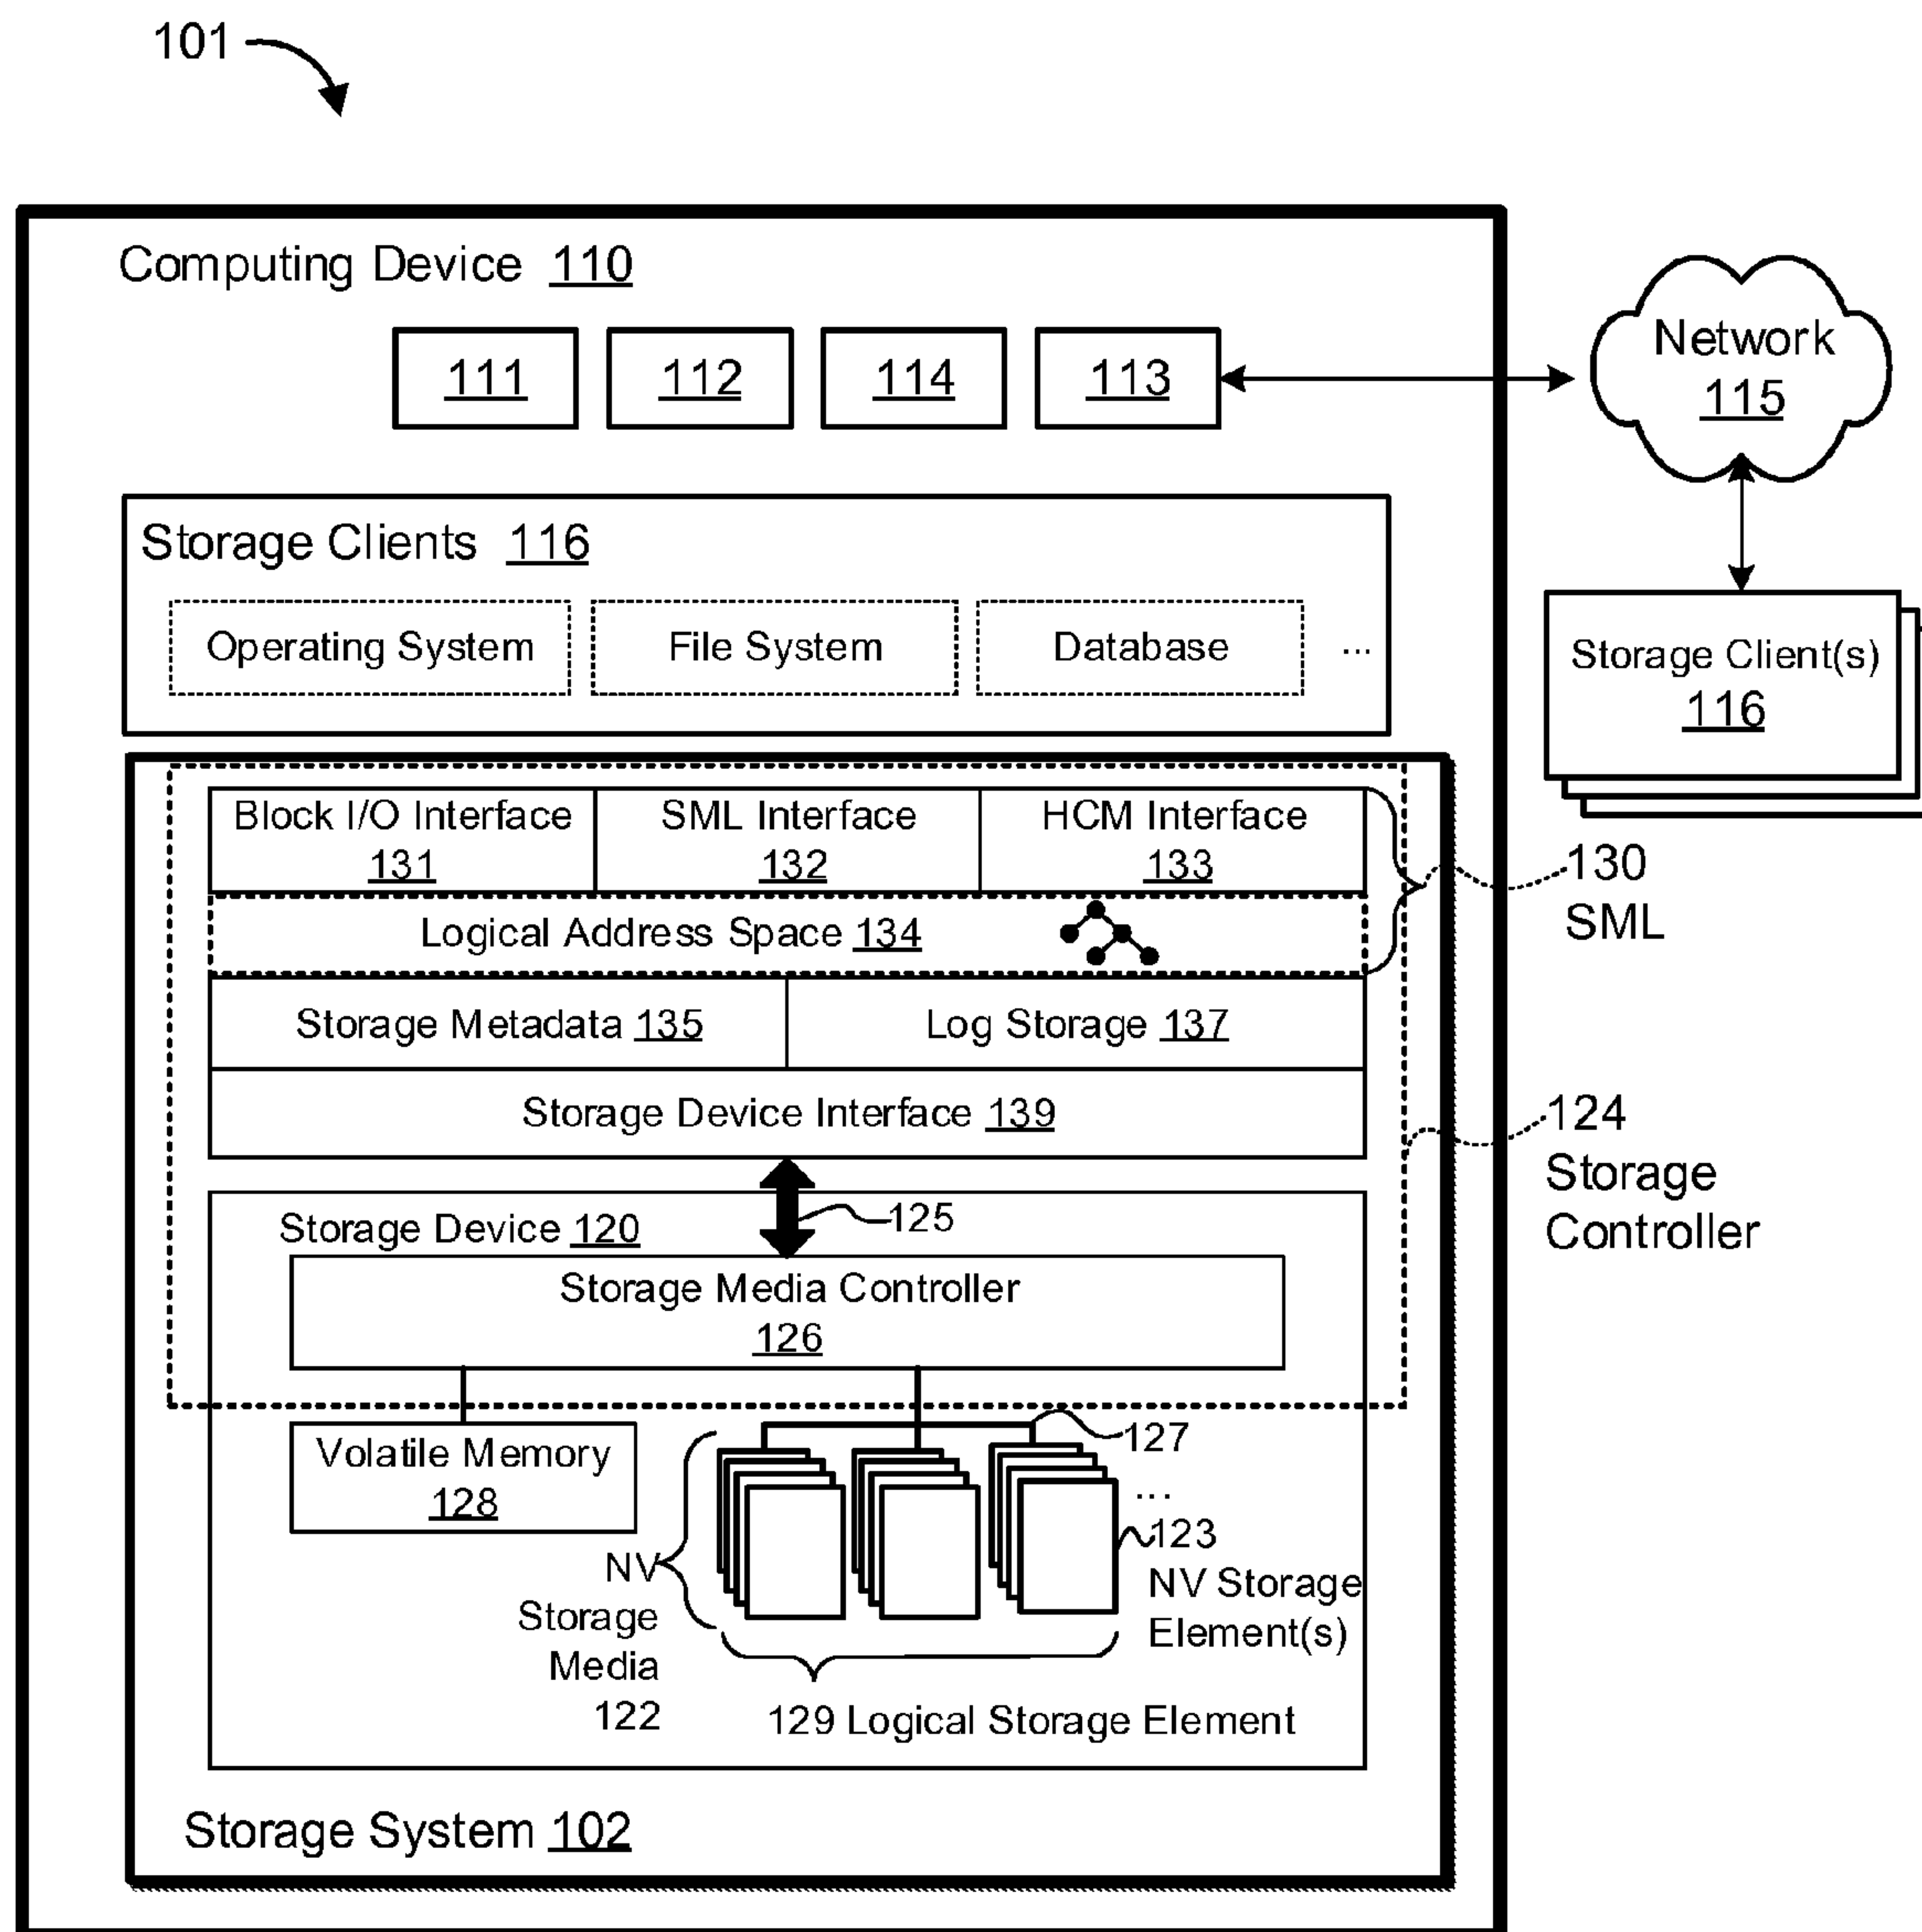 101
Computing Device 110
111 112 114 113
Network
115
Storage Clients 116
Operating System
File System
Database
...
Storage Client(s)
116
Block I/O Interface
131
SML Interface
132
HCM Interface
133
130
SML
Logical Address Space 134
Storage Metadata 135
Log Storage 137
Storage Device Interface 139
124
Storage
Controller
125
Storage Device 120
Storage Media Controller
126
Volatile Memory
128
127
...
123
NV Storage
Element(s)
NV
Storage
Media
122
129 Logical Storage Element
Storage System 102